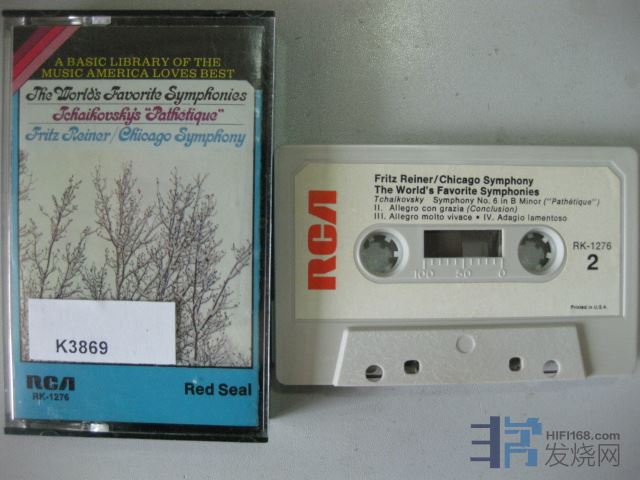 A BASIC LIBRARY OF THE
MUSIC AMERICA LOVES BEST
The World's Favorite Symphonies
Tchaikovsky's "Pathétique"
Fritz Reiner/Chicago Symphony
K3869
RCA
RK-1276
Red Seal
RCA
Fritz Reiner/Chicago Symphony
The World's Favorite Symphonies
Tchaikovsky Symphony No. 6 in B Minor ("Pathétique")
II. Allegro con grazia (Conclusion)
III. Allegro molto vivace • IV. Adagio lamentoso
RK-1276
2
100 50 0
Printed in U.S.A.
HIFI168.com
发烧网